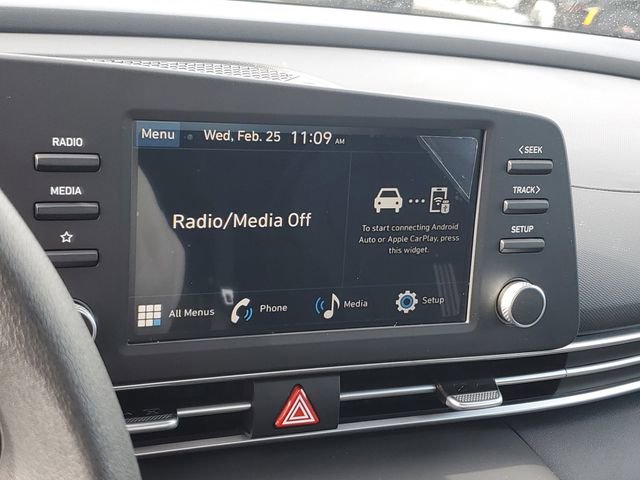 Menu Wed, Feb. 25 11:09 AM
RADIO
MEDIA
Radio/Media Off
To start connecting Android
Auto or Apple CarPlay, press
this widget.
All Menus Phone Media Setup
< SEEK
TRACK >
SETUP